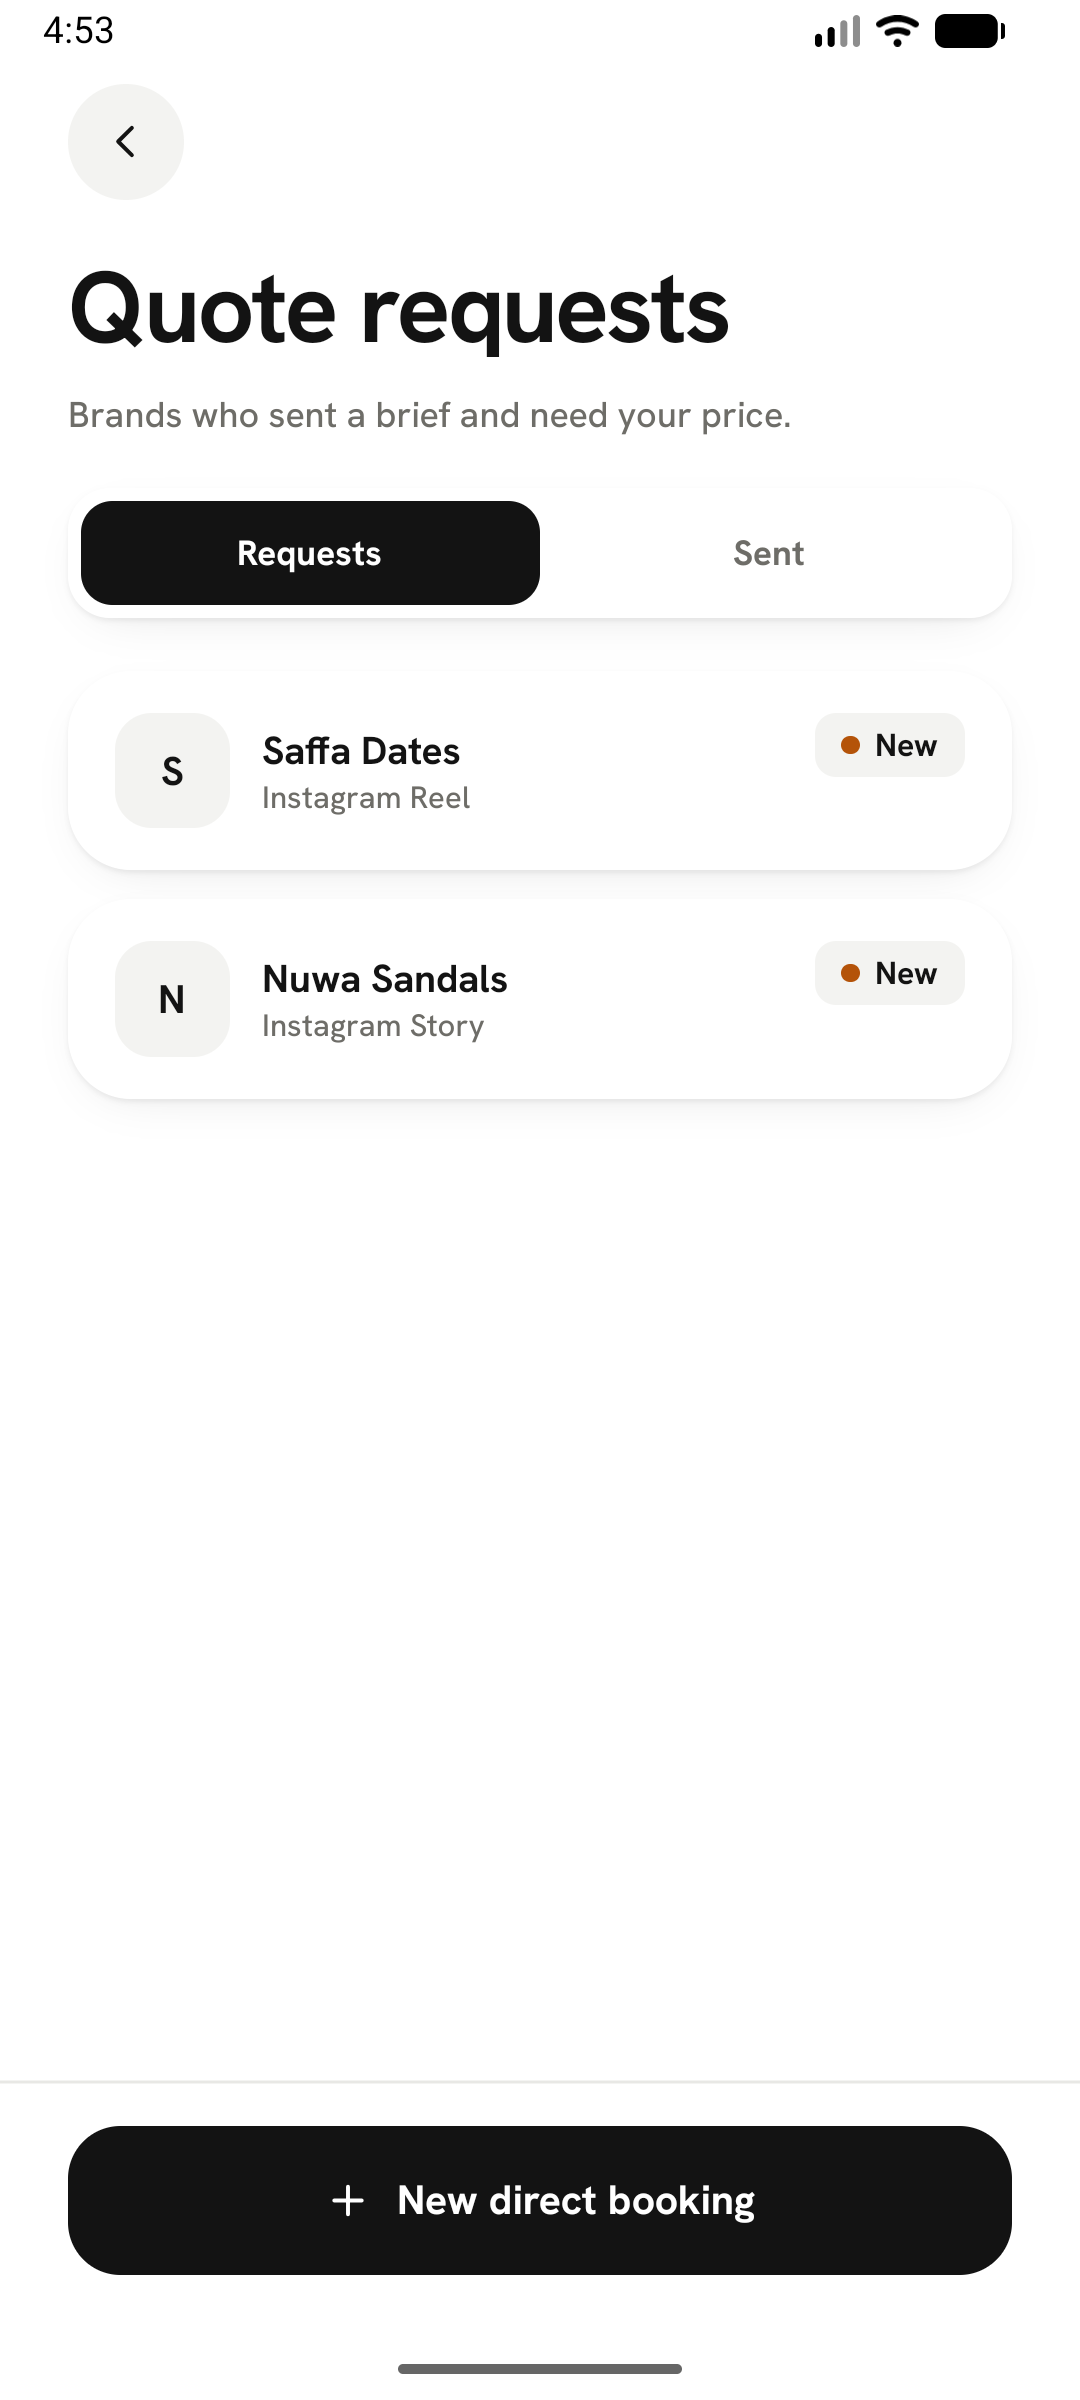 4:53
Quote requests
Brands who sent a brief and need your price.
Requests
Sent
S
Saffa Dates
Instagram Reel
New
N
Nuwa Sandals
Instagram Story
New
New direct booking